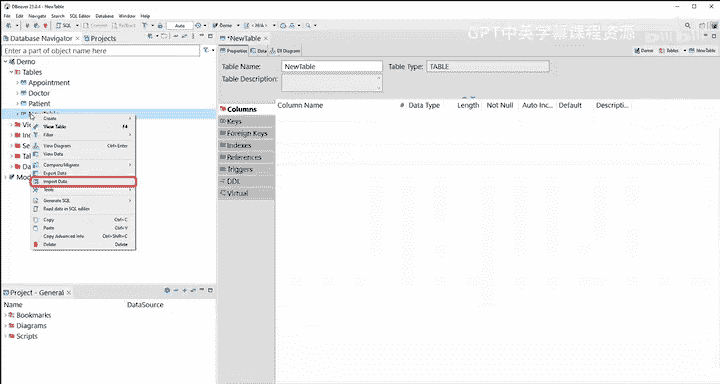 DBeaver 23.0.4 - NewTable
File Edit Navigate Search SQL Editor Database Window Help
SQL Commit Rollback Auto Demo < N/A >
GPT中英字幕课程资源
bilibili
Database Navigator Projects
Enter a part of object name here
Demo
Tables
Appointment
Doctor
Patient
Create
View Table F4
Filter
View Diagram Ctrl+Enter
View Data
Compare/Migrate
Export Data
Import Data
Tools
Generate SQL
Read data in SQL editor
Copy Ctrl+C
Paste Ctrl+V
Copy Advanced Info Ctrl+Shift+C
Delete Delete
*NewTable
Properties Data ER Diagram
Demo Tables NewTable
Table Name: NewTable Table Type: TABLE
Table Description:
Columns
Keys
Foreign Keys
Indexes
References
Triggers
DDL
Virtual
Column Name # Data Type Length Not Null Auto Inc... Default Descripti...
Project - General
Name DataSource
Bookmarks
Diagrams
Scripts